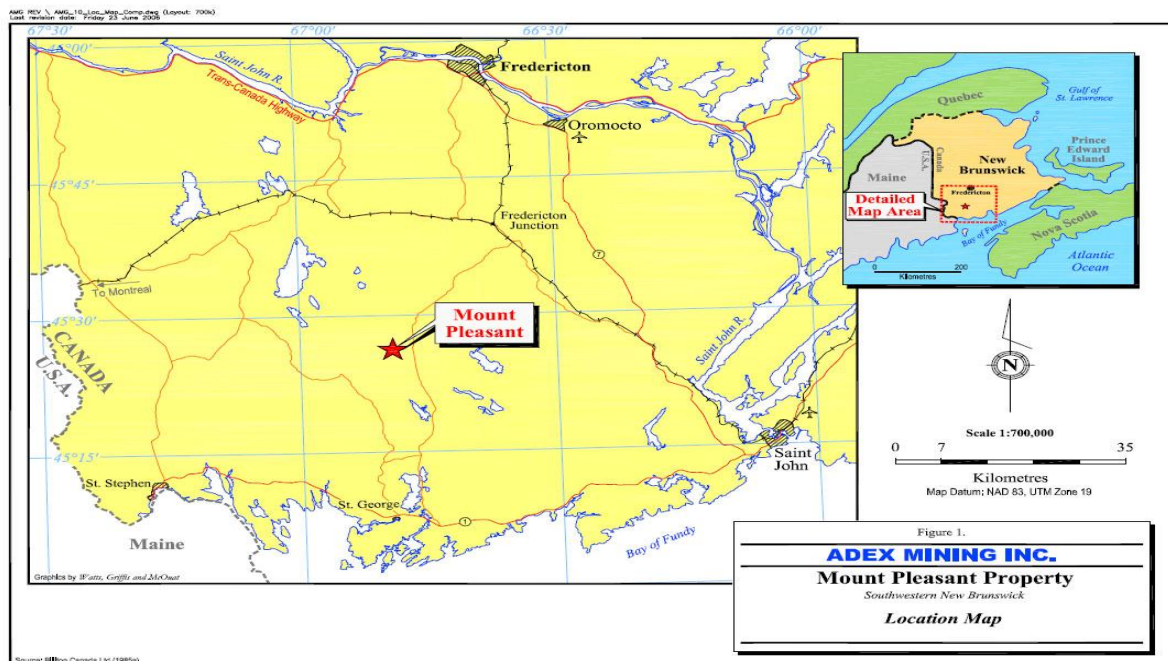 AMG REV \ AMG_10_Loc_Map_Comp.dwg (Layout: 700k)
Last revision date: Friday 23 June 2006
67°30'
67°00'
66°30'
66°00'
45°00'
Saint John R.
Trans-Canada Highway
Fredericton
Oromocto
45°45'
Fredericton
Junction
7
To Montreal
45°30'
CANADA
U.S.A.
Mount
Pleasant
Saint John R.
45°15'
St. Stephen
St. George
1
Saint
John
Maine
Bay of Fundy
Graphics by Watts, Griffis and McOuat
Quebec
Gulf of
St. Lawrence
Canada
U.S.A.
Prince
Edward
Island
New
Brunswick
Maine
Fredericton
Detailed
Map Area
Bay of Fundy
Nova Scotia
Atlantic
Ocean
0 200
Kilometres
N
Scale 1:700,000
0 7 35
Kilometres
Map Datum; NAD 83, UTM Zone 19
Figure 1.
ADEX MINING INC.
Mount Pleasant Property
Southwestern New Brunswick
Location Map
Source: Billiton Canada Ltd (1985a)